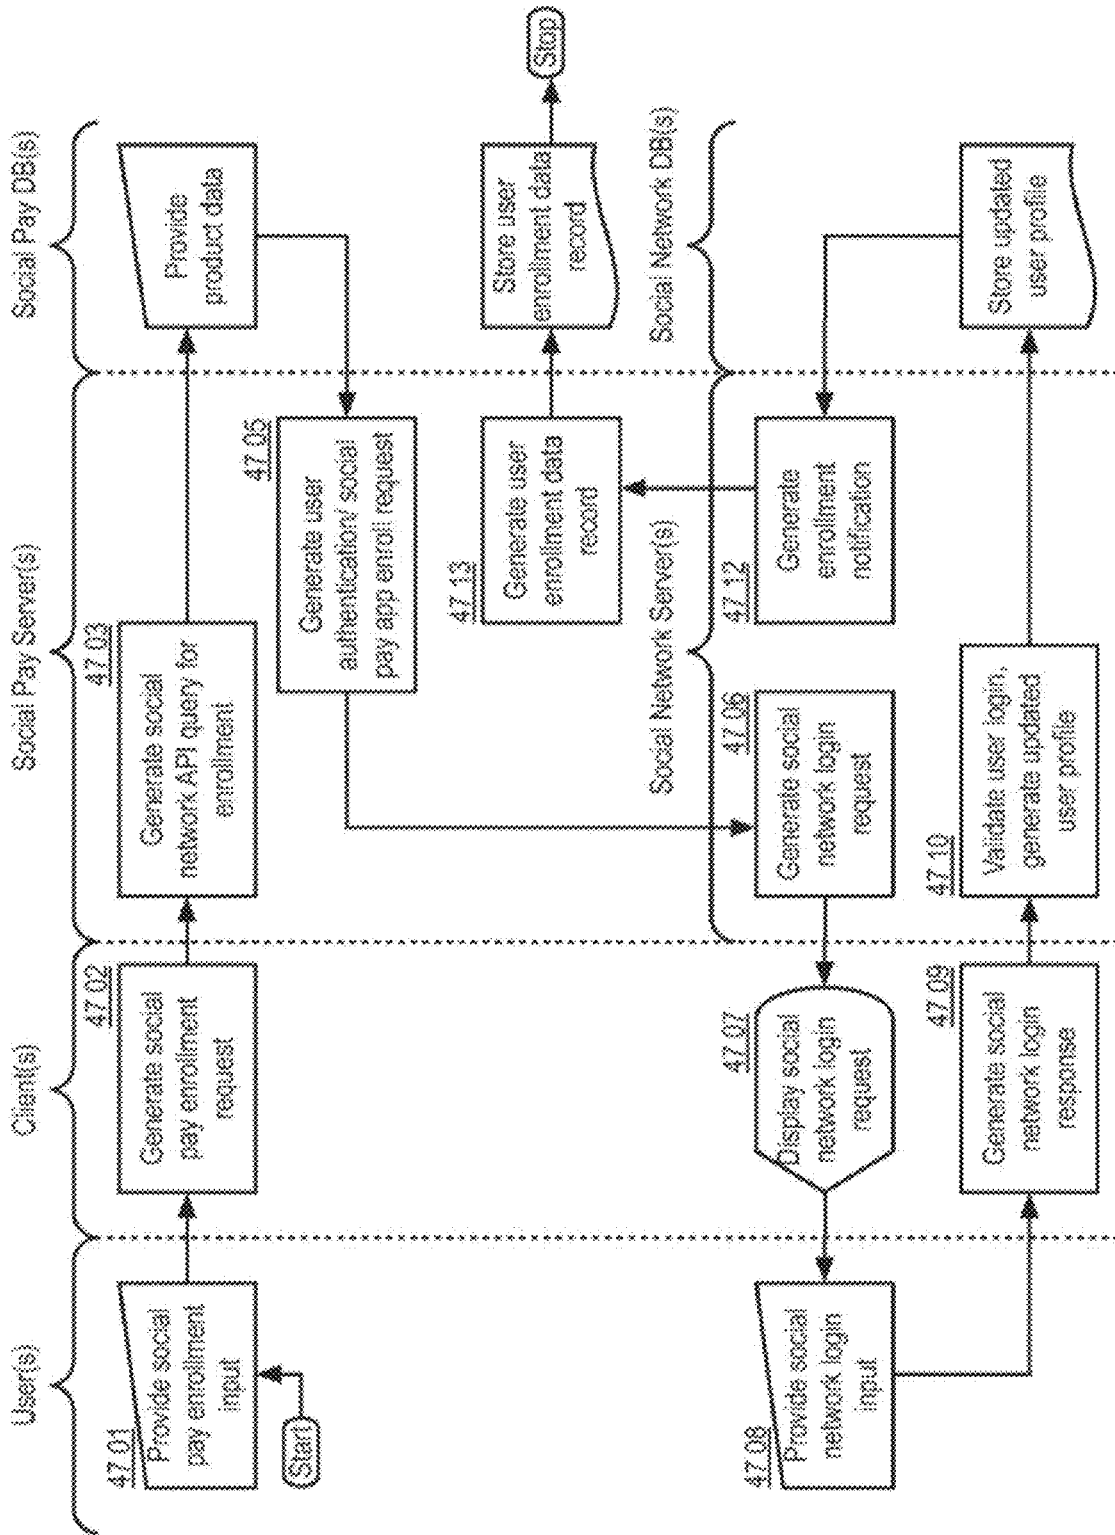 User(s)
Client(s)
Social Pay Server(s)
Social Pay DB(s)
47 01
Provide social
pay enrollment
input
Start
47 02
Generate social
pay enrollment
request
47 03
Generate social
network API query for
enrollment
Provide
product data
47 05
Generate user
authentication/ social
pay app enroll request
47 13
Generate user
enrollment data
record
Store user
enrollment data
record
Stop
Social Network Server(s)
Social Network DB(s)
47 06
Generate social
network login
request
47 12
Generate
enrollment
notification
47 07
Display social
network login
request
47 08
Provide social
network login
input
47 09
Generate social
network login
response
47 10
Validate user login,
generate updated
user profile
Store updated
user profile